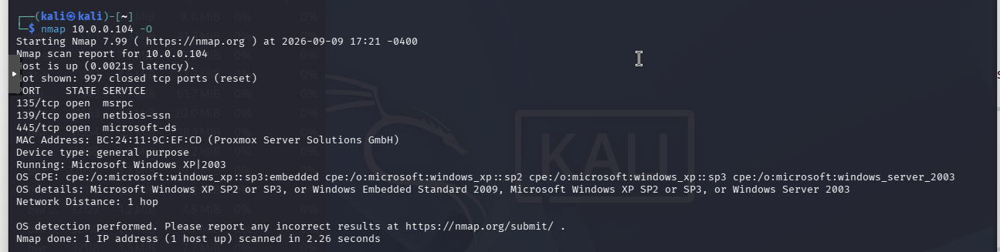 ┌──(kali㉿kali)-[~]
└─$ nmap 10.0.0.104 -O
Starting Nmap 7.99 ( https://nmap.org ) at 2026-09-09 17:21 -0400
Nmap scan report for 10.0.0.104
ost is up (0.0021s latency).
ot shown: 997 closed tcp ports (reset)
PORT    STATE SERVICE
135/tcp open  msrpc
139/tcp open  netbios-ssn
445/tcp open  microsoft-ds
MAC Address: BC:24:11:9C:EF:CD (Proxmox Server Solutions GmbH)
Device type: general purpose
Running: Microsoft Windows XP|2003
OS CPE: cpe:/o:microsoft:windows_xp::sp3:embedded cpe:/o:microsoft:windows_xp::sp2 cpe:/o:microsoft:windows_xp::sp3 cpe:/o:microsoft:windows_server_2003
OS details: Microsoft Windows XP SP2 or SP3, or Windows Embedded Standard 2009, Microsoft Windows XP SP2 or SP3, or Windows Server 2003
Network Distance: 1 hop
OS detection performed. Please report any incorrect results at https://nmap.org/submit/ .
Nmap done: 1 IP address (1 host up) scanned in 2.26 seconds
KALI